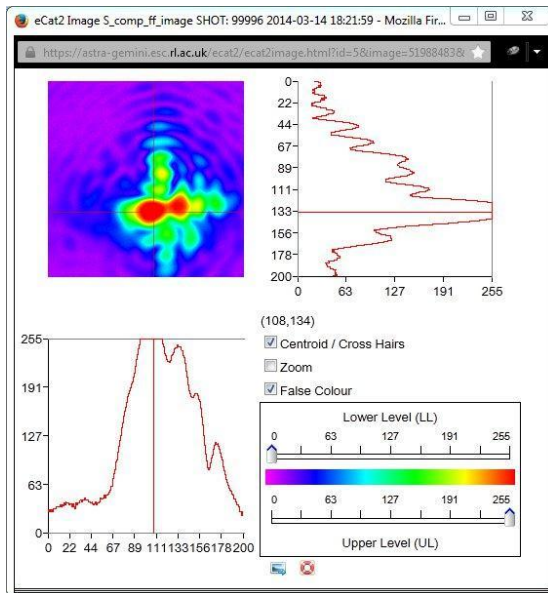 eCat2 Image S_comp_ff_image SHOT: 99996 2014-03-14 18:21:59 - Mozilla Fir...
https://astra-gemini.esc.rl.ac.uk/ecat2/ecat2image.html?id=5&image=51988483&
0
22
44
67
89
111
133
156
178
200
0 63 127 191 255
(108,134)
Centroid / Cross Hairs
Zoom
False Colour
255
191
127
63
0
0 22 44 67 89 111 133 156 178 200
Lower Level (LL)
0 63 127 191 255
0 63 127 191 255
Upper Level (UL)